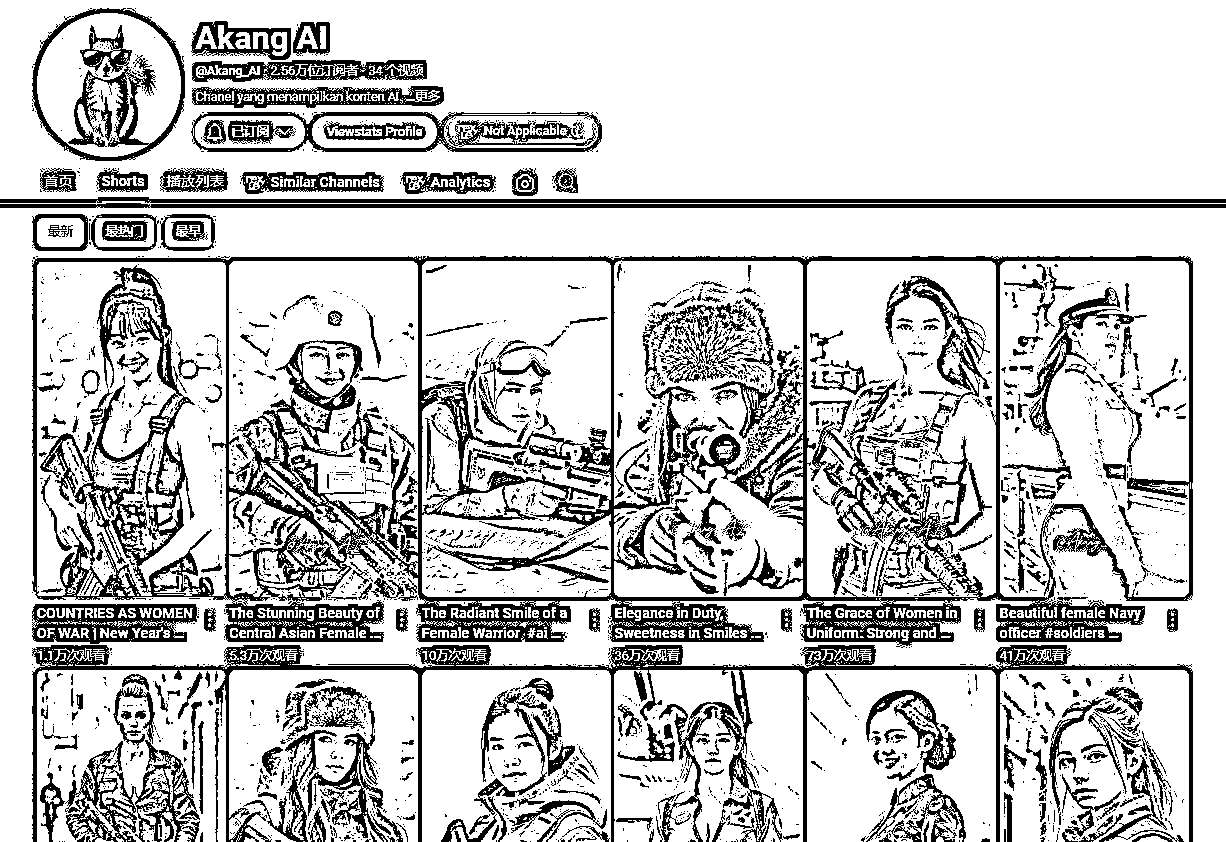 Akang AI
@Akang_AI · 2.56万位订阅者 · 34 个视频
Chanel yang menampilkan konten AI, ...更多
已订阅 Viewstats Profile Not Applicable
首页 Shorts 播放列表 Similar Channels Analytics
最新 最热门 最早
COUNTRIES AS WOMEN
OF WAR | New Year's ...
1.1万次观看
The Stunning Beauty of
Central Asian Female ...
5.3万次观看
The Radiant Smile of a
Female Warrior, #ai ...
10万次观看
Elegance in Duty,
Sweetness in Smiles ...
36万次观看
The Grace of Women in
Uniform: Strong and ...
73万次观看
Beautiful female Navy
officer #soldiers ...
41万次观看